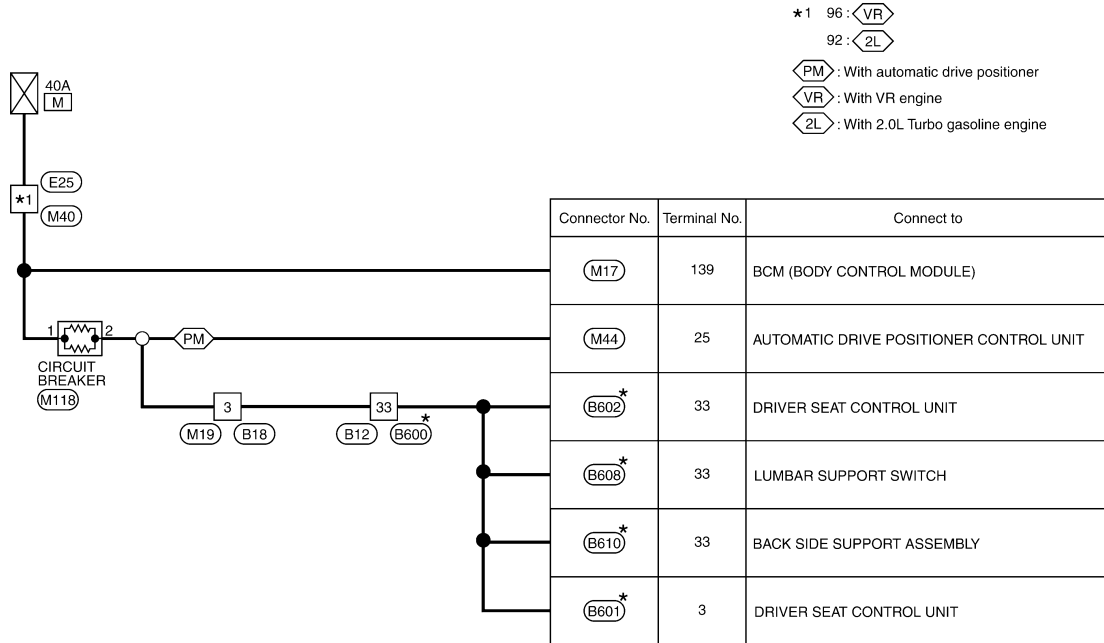 *1 96 : VR
92 : 2L
PM : With automatic drive positioner
VR : With VR engine
2L : With 2.0L Turbo gasoline engine
40A
M
E25
*1
M40
Connector No. Terminal No. Connect to
M17 139 BCM (BODY CONTROL MODULE)
1 2 PM
M44 25 AUTOMATIC DRIVE POSITIONER CONTROL UNIT
CIRCUIT
BREAKER
M118
3 33
M19 B18 B12 B600*
B602* 33 DRIVER SEAT CONTROL UNIT
B608* 33 LUMBAR SUPPORT SWITCH
B610* 33 BACK SIDE SUPPORT ASSEMBLY
B601* 3 DRIVER SEAT CONTROL UNIT